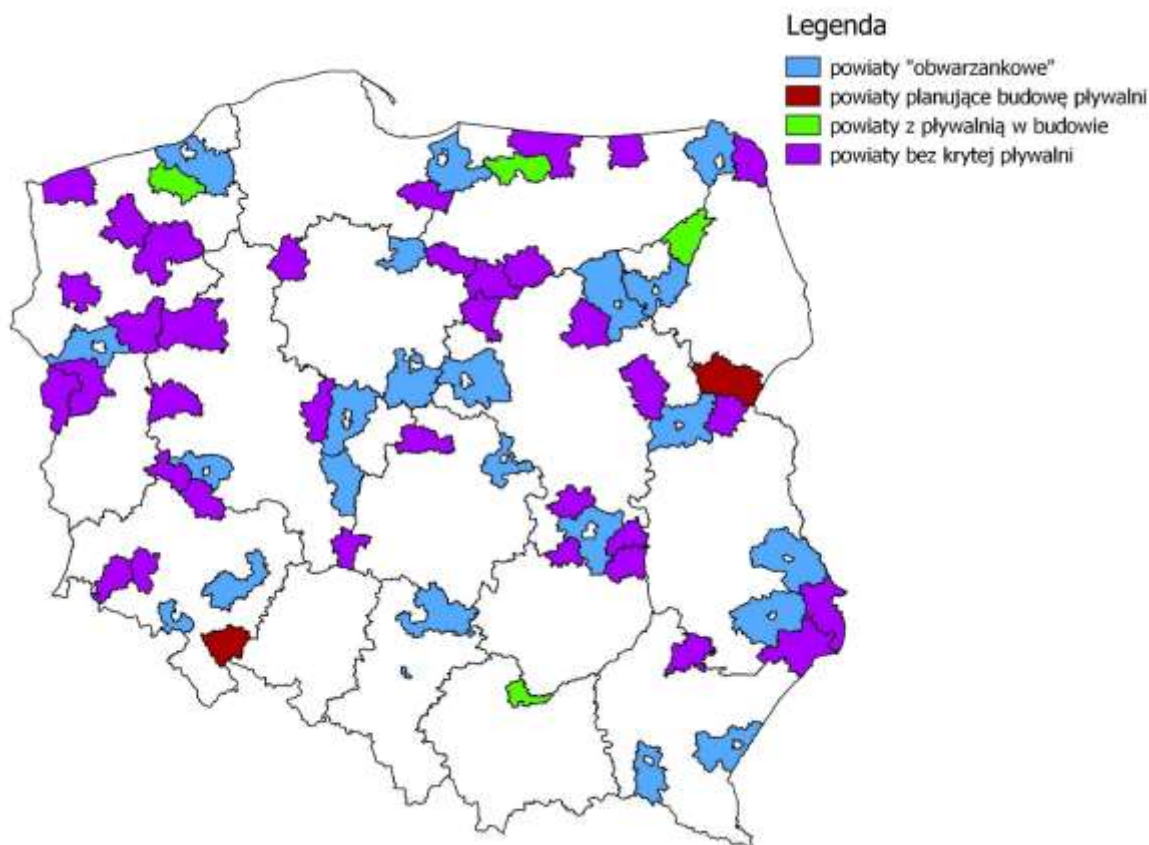 Legenda
powiaty "obwarzankowe"
powiaty planujące budowę pływalni
powiaty z pływalnią w budowie
powiaty bez krytej pływalni